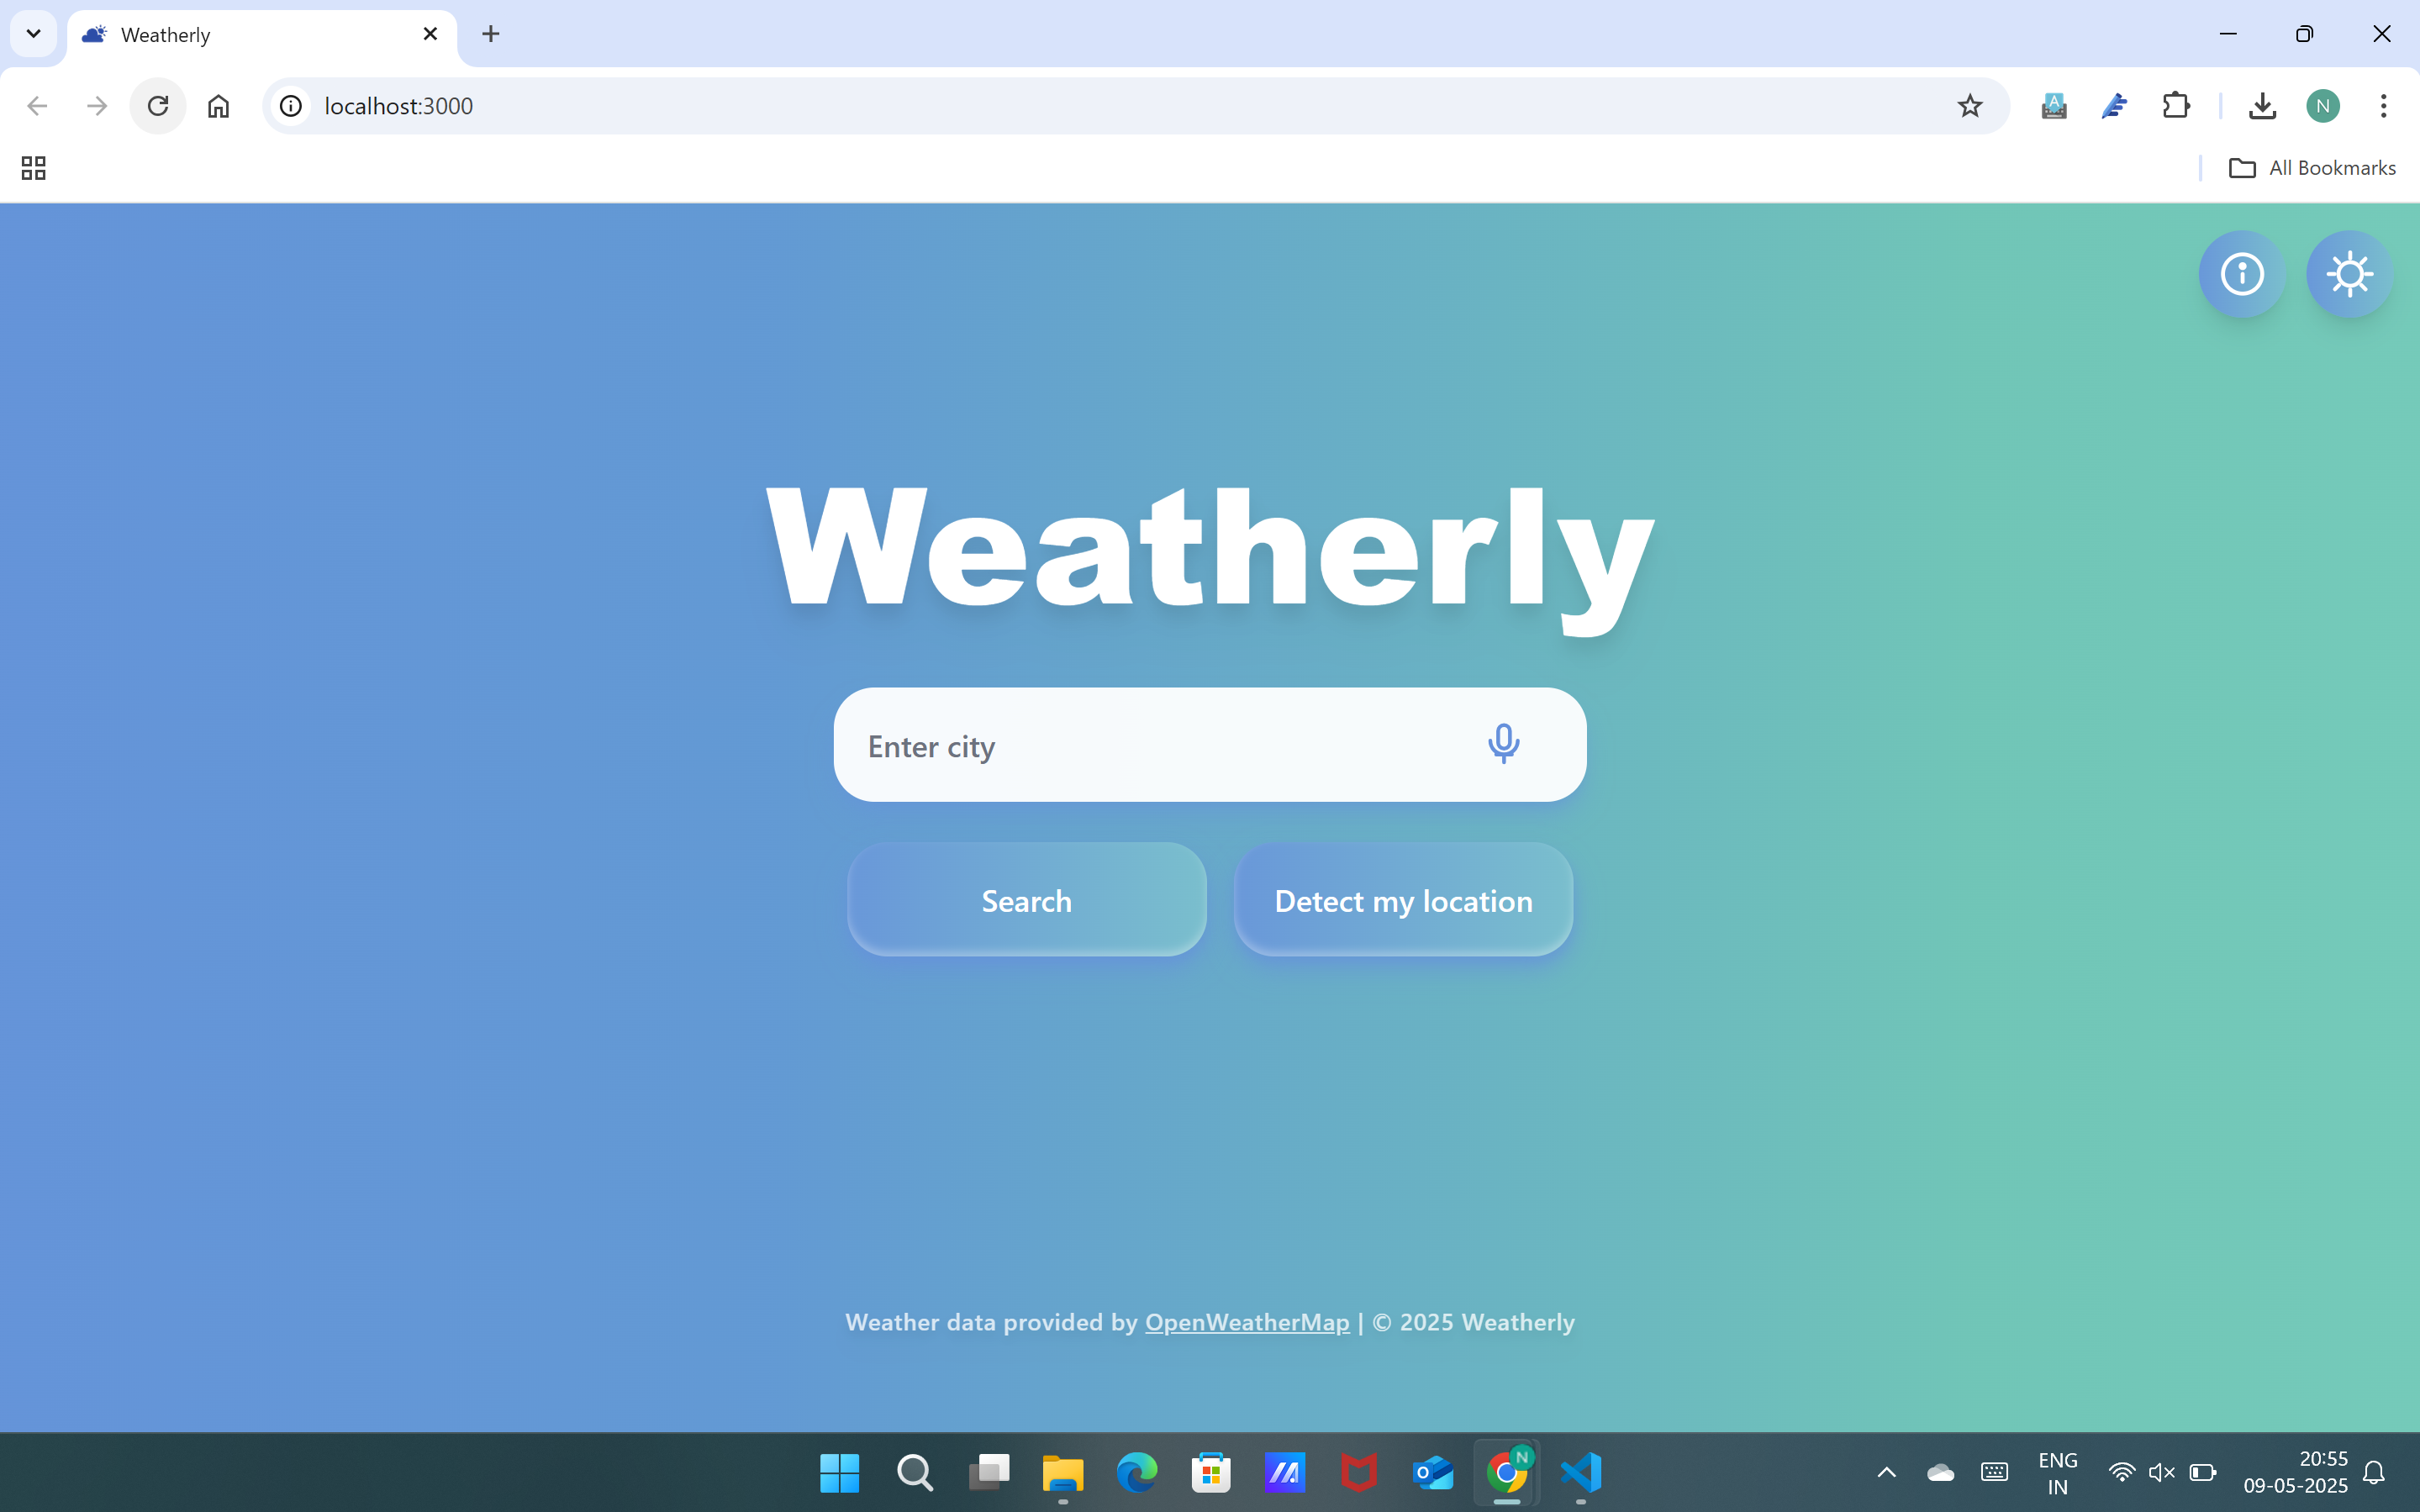 Weatherly
localhost:3000
N
All Bookmarks
Weatherly
Enter city
Search
Detect my location
Weather data provided by OpenWeatherMap | © 2025 Weatherly
N
ENG
IN
20:55
09-05-2025